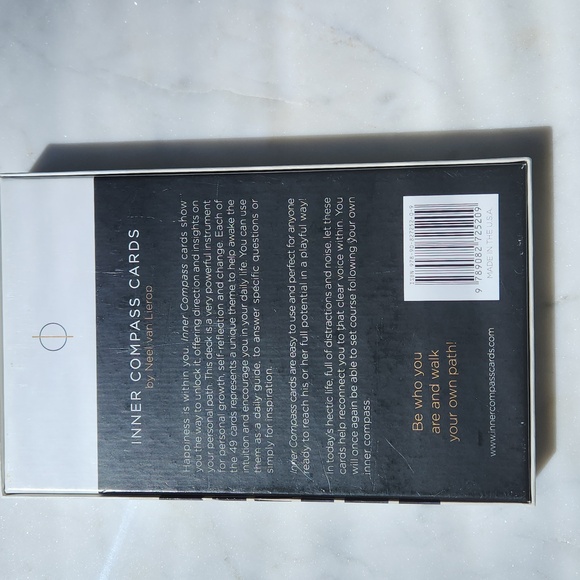 INNER COMPASS CARDS
by Neel van Lierop
Happiness is within you. Inner Compass cards show
you the way to unlock it, offering direction and insights on
your personal path. This deck is a very powerful instrument
for personal growth, self-reflection and change. Each of
the 49 cards represents a unique theme to help awake the
intuition and encourage you in your daily life. You can use
them as a daily guide, to answer specific questions or
simply for inspiration.
Inner Compass cards are easy to use and perfect for anyone
ready to reach his or her full potential in a playful way!
In today's hectic life, full of distractions and noise, let these
cards help reconnect you to that clear voice within. You
will once again be able to set course following your own
inner compass
Be who you
are and walk
your own path!
www.innercompasscards.com
9 789082 725209
MADE IN THE USA